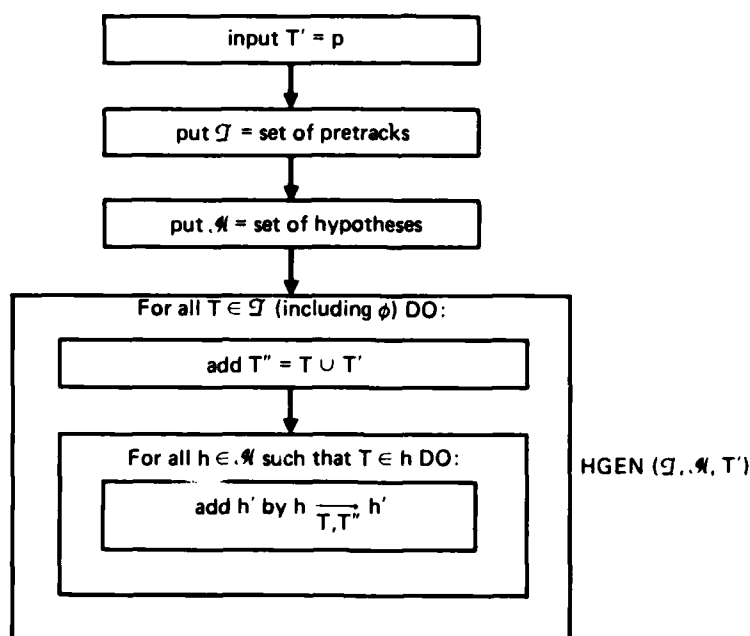 input T' = p
put 𝒯 = set of pretracks
put ℋ = set of hypotheses
For all T ∈ 𝒯 (including ϕ) DO:
add T'' = T ∪ T'
For all h ∈ ℋ such that T ∈ h DO:
add h' by h \xrightarrow[T,T'']{} h'
HGEN (𝒯, ℋ, T')